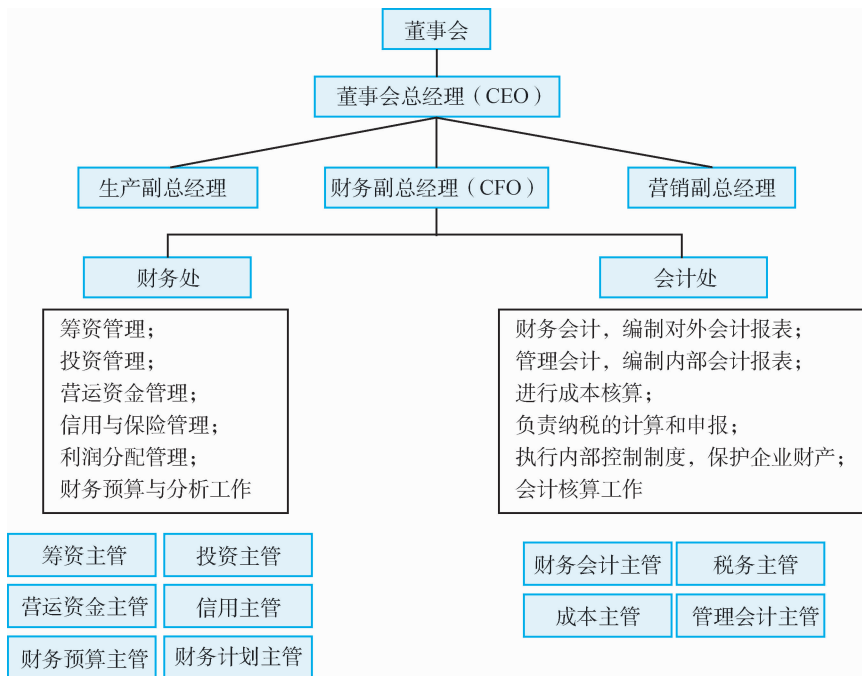 董事会
董事会总经理（CEO）
生产副总经理
财务副总经理（CFO）
营销副总经理
财务处
会计处
筹资管理；
投资管理；
营运资金管理；
信用与保险管理；
利润分配管理；
财务预算与分析工作
财务会计，编制对外会计报表；
管理会计，编制内部会计报表；
进行成本核算；
负责纳税的计算和申报；
执行内部控制制度，保护企业财产；
会计核算工作
筹资主管
投资主管
营运资金主管
信用主管
财务预算主管
财务计划主管
财务会计主管
税务主管
成本主管
管理会计主管